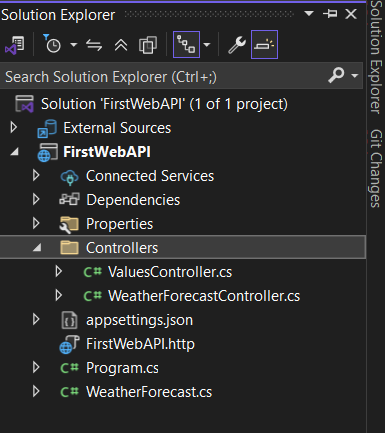 Solution Explorer
Search Solution Explorer (Ctrl+;)
Solution 'FirstWebAPI' (1 of 1 project)
External Sources
FirstWebAPI
Connected Services
Dependencies
Properties
Controllers
C# ValuesController.cs
C# WeatherForecastController.cs
appsettings.json
FirstWebAPI.http
C# Program.cs
C# WeatherForecast.cs
Solution Explorer
Git Changes